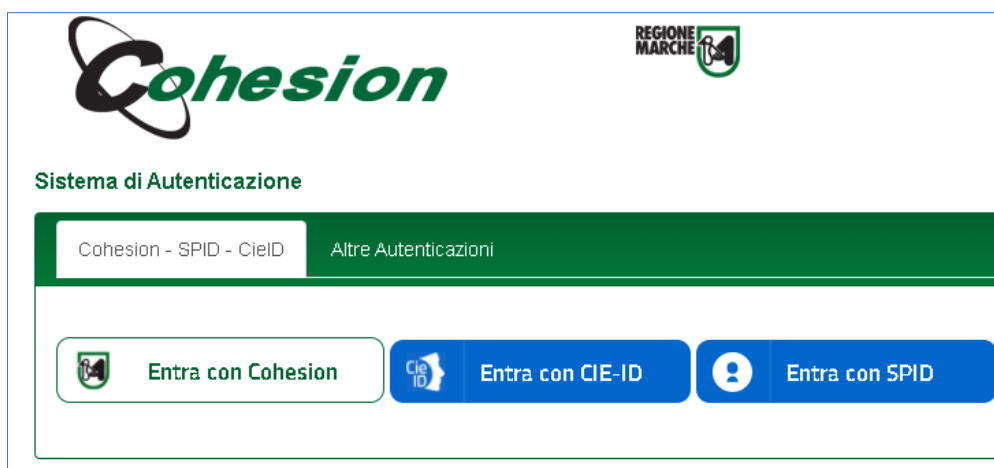 Cohesion
REGIONE
MARCHE
Sistema di Autenticazione
Cohesion - SPID - CieID
Altre Autenticazioni
Entra con Cohesion
Cie
ID
Entra con CIE-ID
Entra con SPID